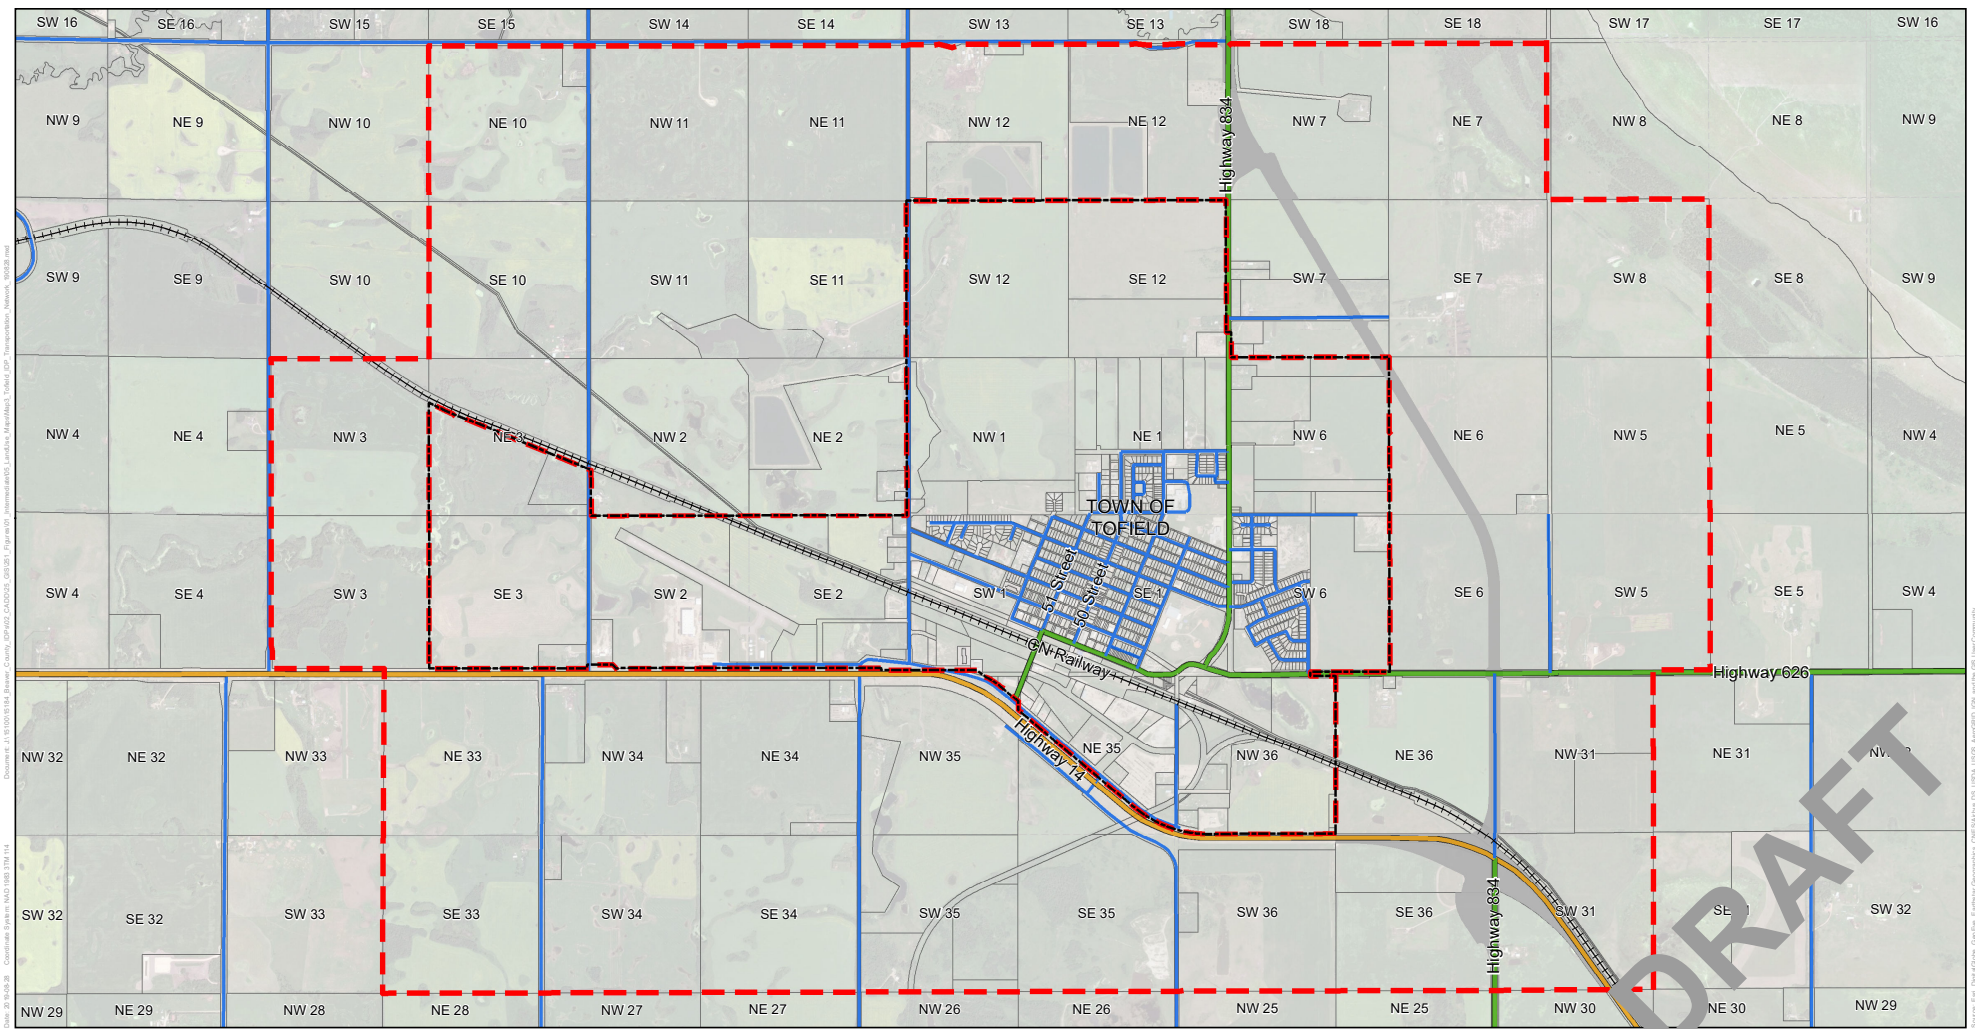 SW 16
SE 16
SW 15
SE 15
SW 14
SE 14
SW 13
SE 13
SW 18
SE 18
SW 17
SE 17
SW 16
NW 9
NE 9
NW 10
NE 10
NW 11
NE 11
NW 12
NE 12
Highway 834
NW 7
NE 7
NW 8
NE 8
NW 9
SW 9
SE 9
SW 10
SE 10
SW 11
SE 11
SW 12
SE 12
SW 7
SE 7
SW 8
SE 8
SW 9
NW 4
NE 4
NW 3
NE 3
NW 2
NE 2
NW 1
NE 1
NW 6
NE 6
NW 5
NE 5
NW 4
TOWN OF
TOFIELD
51 Street
50 Street
SW 4
SE 4
SW 3
SE 3
SW 2
SE 2
SW 1
SE 1
SW 6
SE 6
SW 5
SE 5
SW 4
CN Railway
Highway 626
NW 32
NE 32
NW 33
NE 33
NW 34
NE 34
NW 35
Highway 14
NE 35
NW 36
NE 36
NW 31
NE 31
SW 32
SE 32
SW 33
SE 33
SW 34
SE 34
SW 35
SE 35
SW 36
SE 36
Highway 834
SW 31
SW 32
DRAFT
NW 29
NE 29
NW 28
NE 28
NW 27
NE 27
NW 26
NE 26
NW 25
NE 25
NW 30
NE 30
NW 29